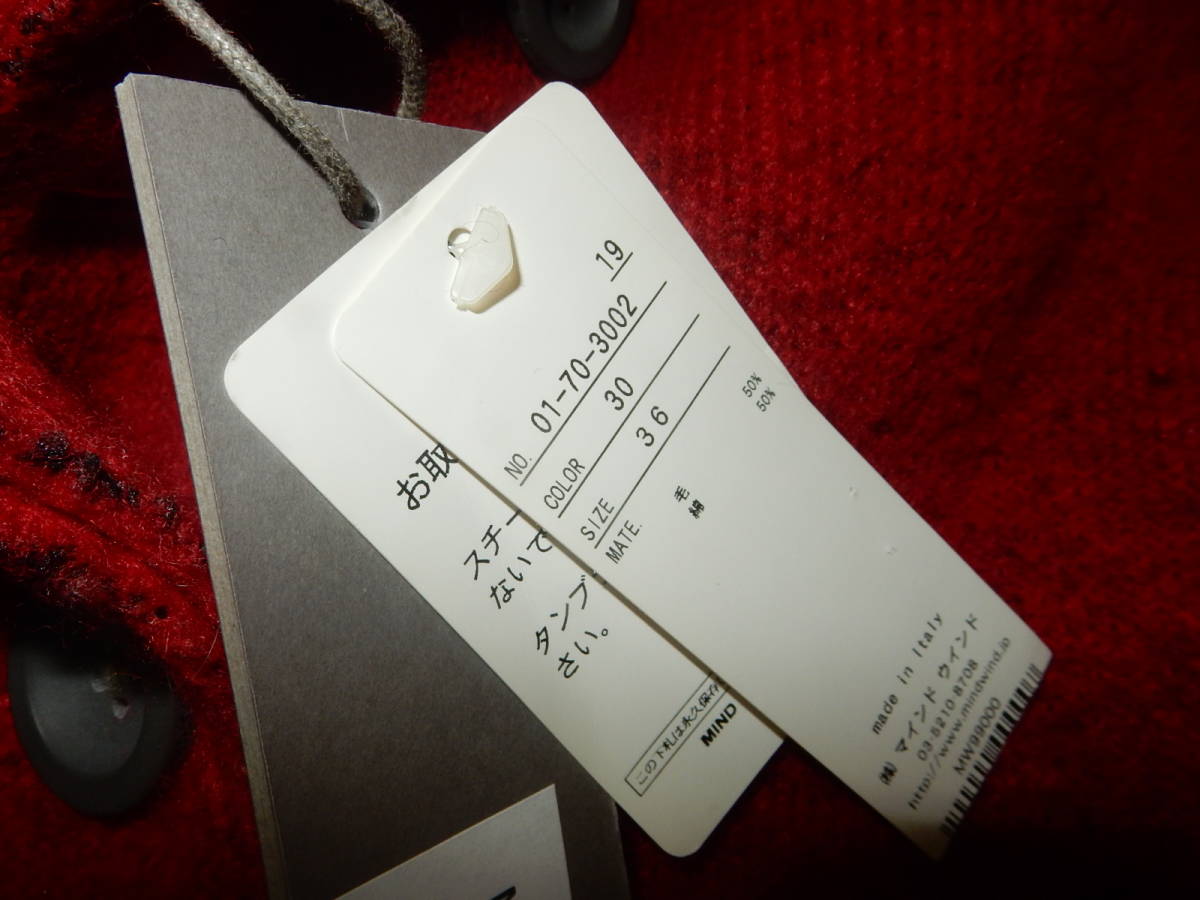 19
NO. 01-70-3002
COLOR 30
SIZE 36
MATE. 毛 50%
綿 50%
made in Italy
(株) マインド ウインド
03-5210-8708
http://www.mindwind.jp
MW99000
お取
スチー
ないで
タンブ
さい。
この下札は永久保存
MIND